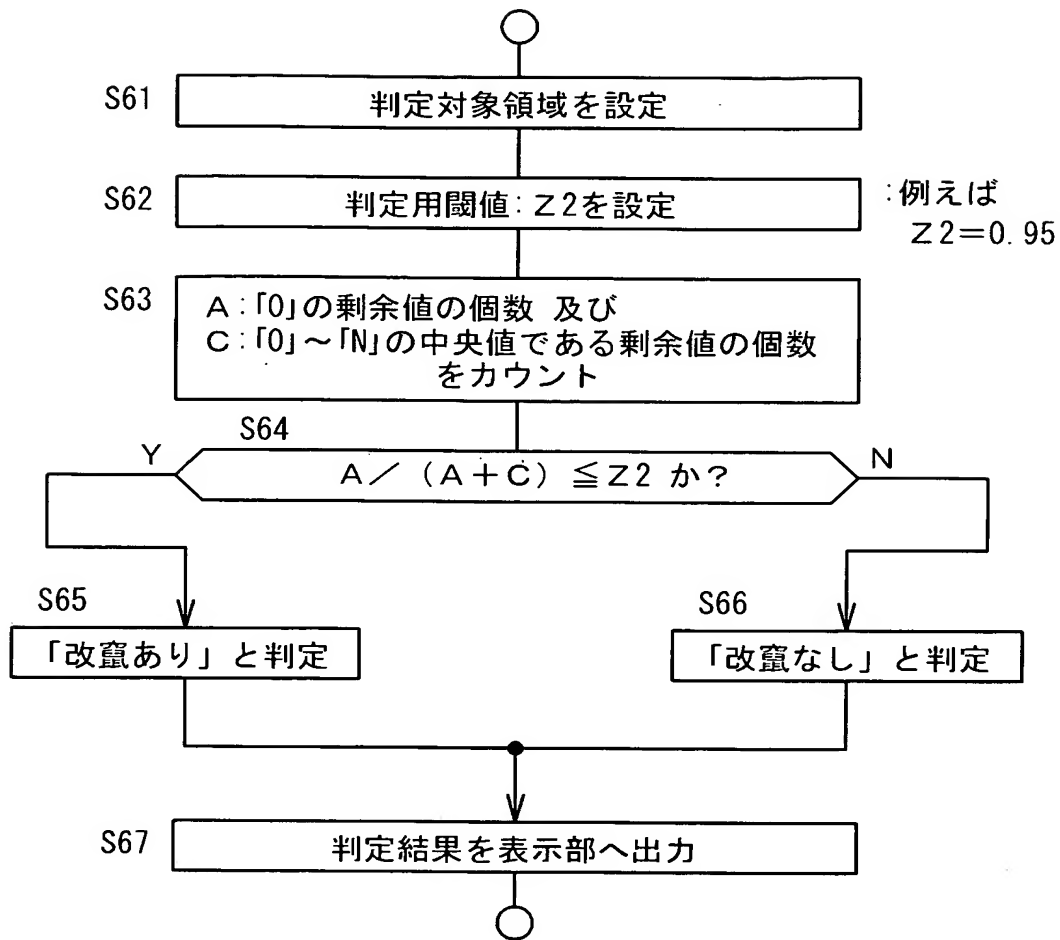 S61
判定対象領域を設定
S62
判定用閾値:Z2を設定
:例えば
Z2=0.95
S63
A:「0」の剰余値の個数 及び
C:「0」~「N」の中央値である剰余値の個数
をカウント
S64
Y
A/(A+C)≦Z2 か?
N
S65
「改竄あり」と判定
S66
「改竄なし」と判定
S67
判定結果を表示部へ出力